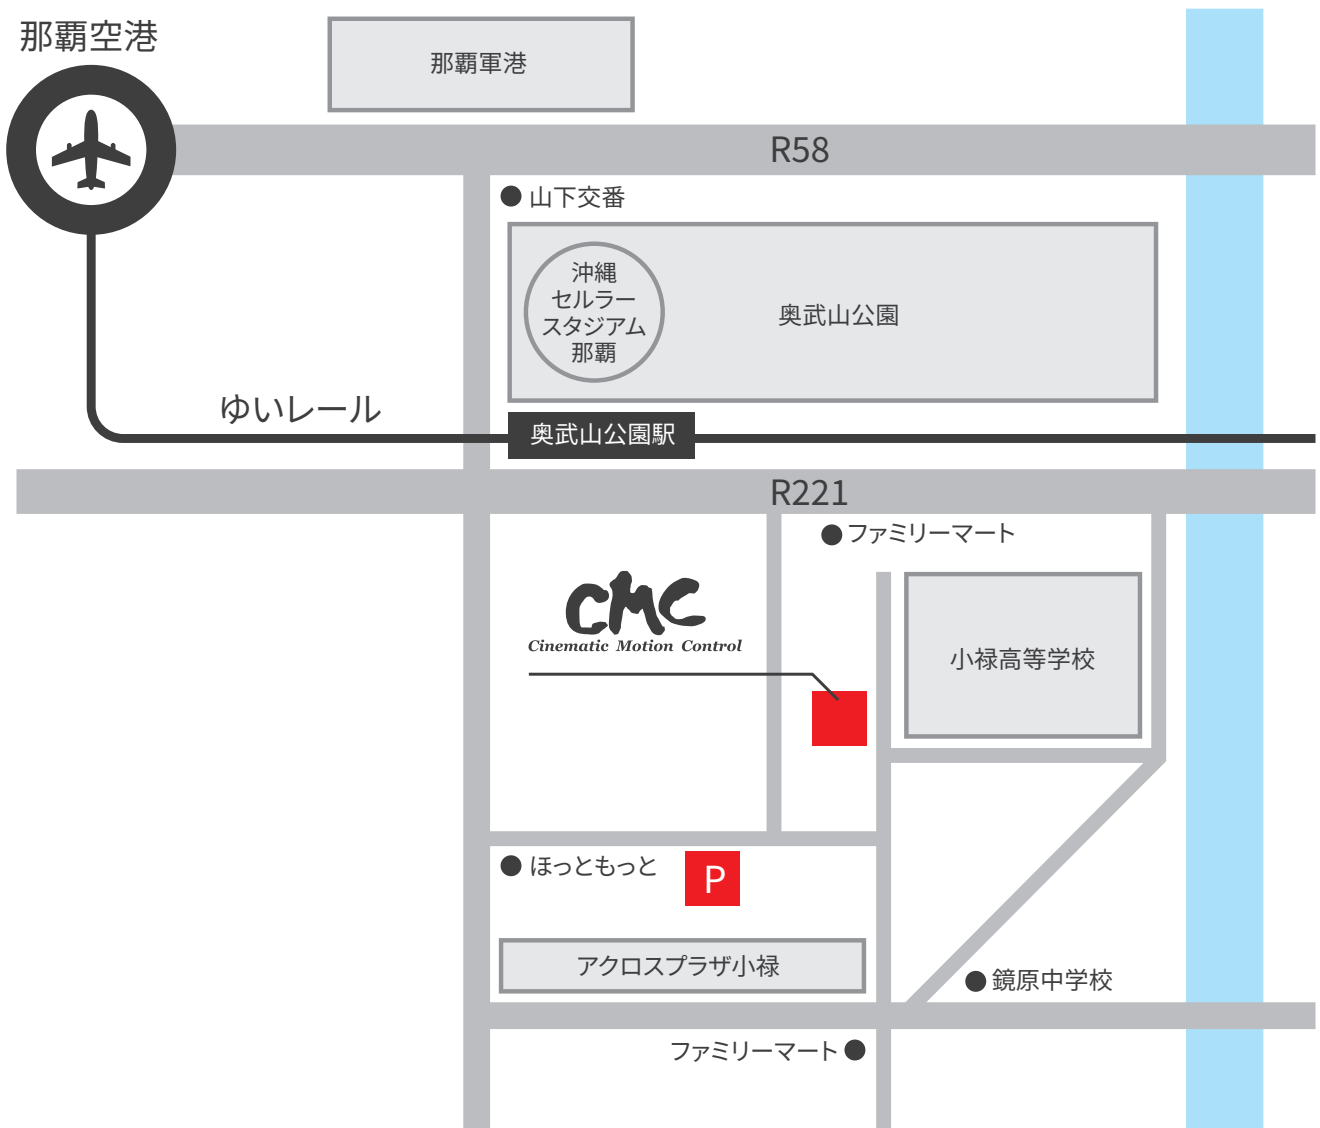 那覇空港
那覇軍港
R58
山下交番
沖縄
セルラー
スタジアム
那覇
奥武山公園
ゆいレール
奥武山公園駅
R221
ファミリーマート
CMC
Cinematic Motion Control
小禄高等学校
ほっともっと
P
アクロスプラザ小禄
鏡原中学校
ファミリーマート